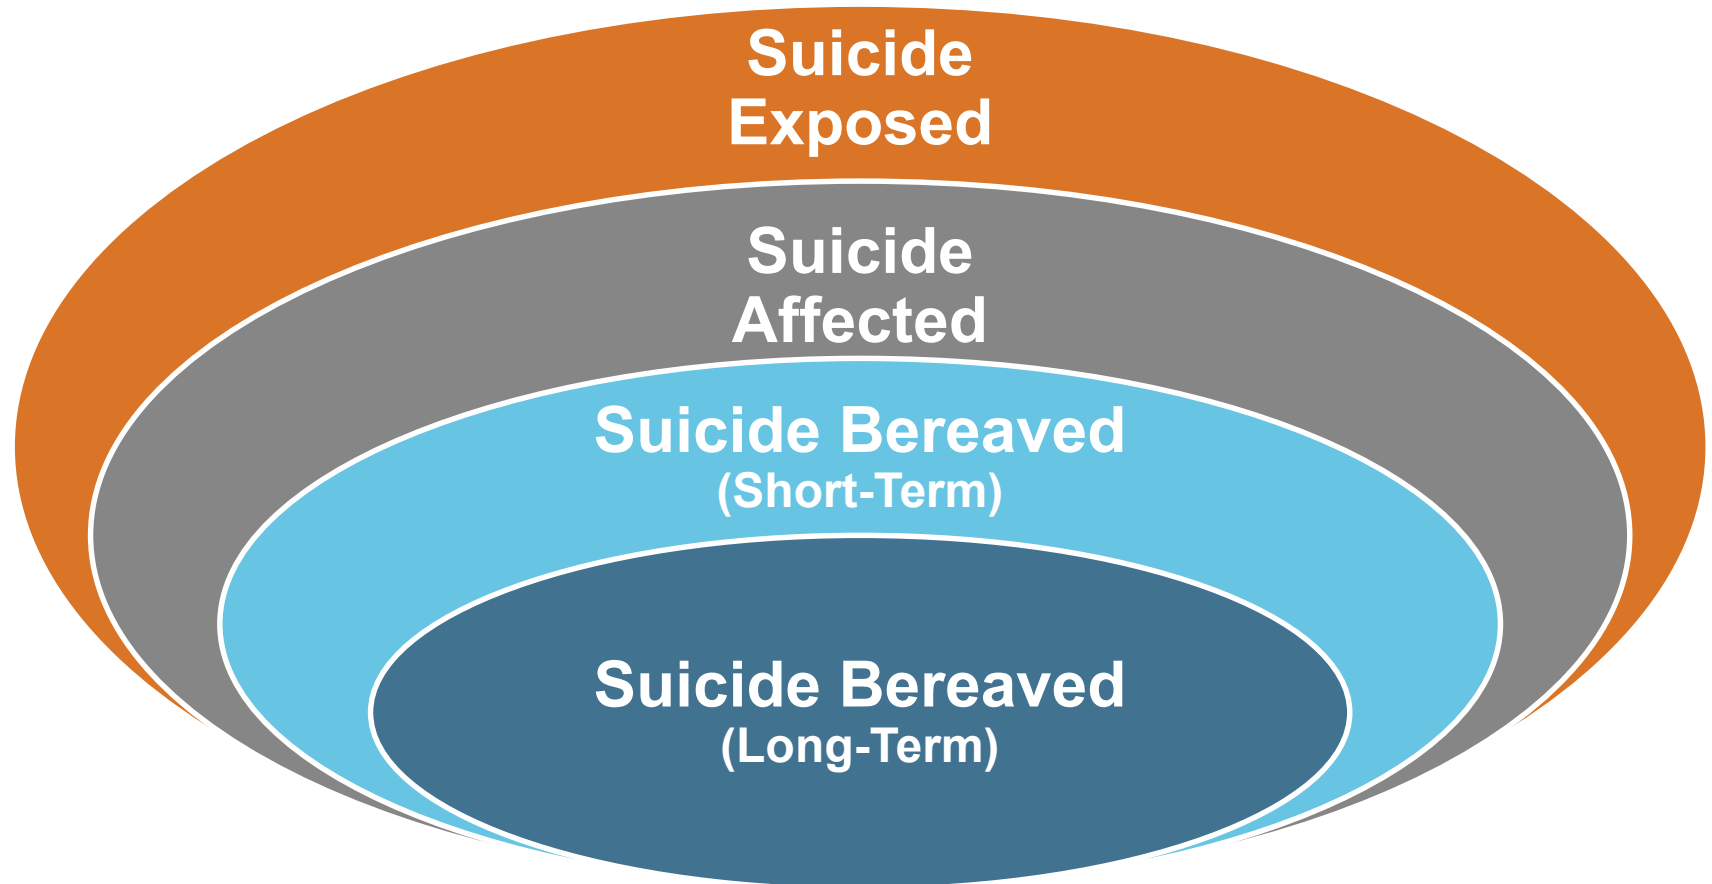 Suicide
Exposed
Suicide
Affected
Suicide Bereaved
(Short-Term)
Suicide Bereaved
(Long-Term)